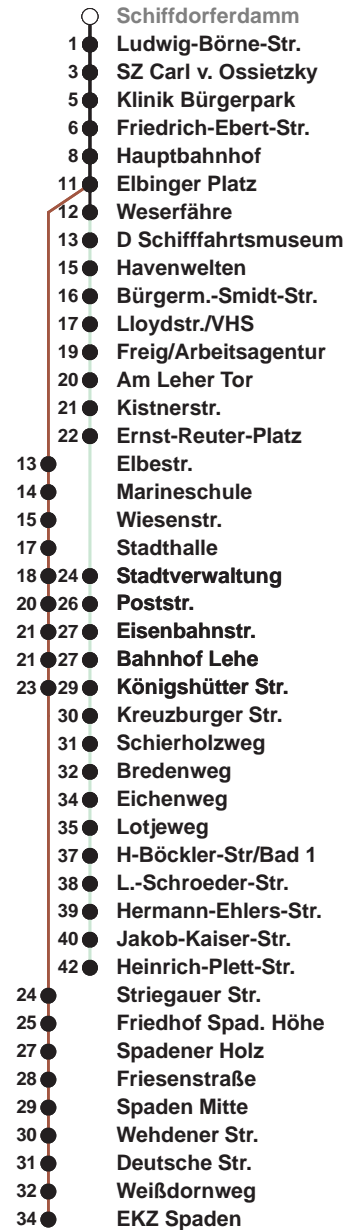 Schiffdorferdamm
1 Ludwig-Börne-Str.
3 SZ Carl v. Ossietzky
5 Klinik Bürgerpark
6 Friedrich-Ebert-Str.
8 Hauptbahnhof
11 Elbinger Platz
12 Weserfähre
13 D Schifffahrtsmuseum
15 Havenwelten
16 Bürgerm.-Smidt-Str.
17 Lloydstr./VHS
19 Freig/Arbeitsagentur
20 Am Leher Tor
21 Kistnerstr.
22 Ernst-Reuter-Platz
13 Elbestr.
14 Marineschule
15 Wiesenstr.
17 Stadthalle
18 24 Stadtverwaltung
20 26 Poststr.
21 27 Eisenbahnstr.
21 27 Bahnhof Lehe
23 29 Königshütter Str.
30 Kreuzburger Str.
31 Schierholzweg
32 Bredenweg
34 Eichenweg
35 Lotjeweg
37 H-Böckler-Str/Bad 1
38 L.-Schroeder-Str.
39 Hermann-Ehlers-Str.
40 Jakob-Kaiser-Str.
42 Heinrich-Plett-Str.
24 Striegauer Str.
25 Friedhof Spad. Höhe
27 Spadener Holz
28 Friesenstraße
29 Spaden Mitte
30 Wehdener Str.
31 Deutsche Str.
32 Weißdornweg
34 EKZ Spaden